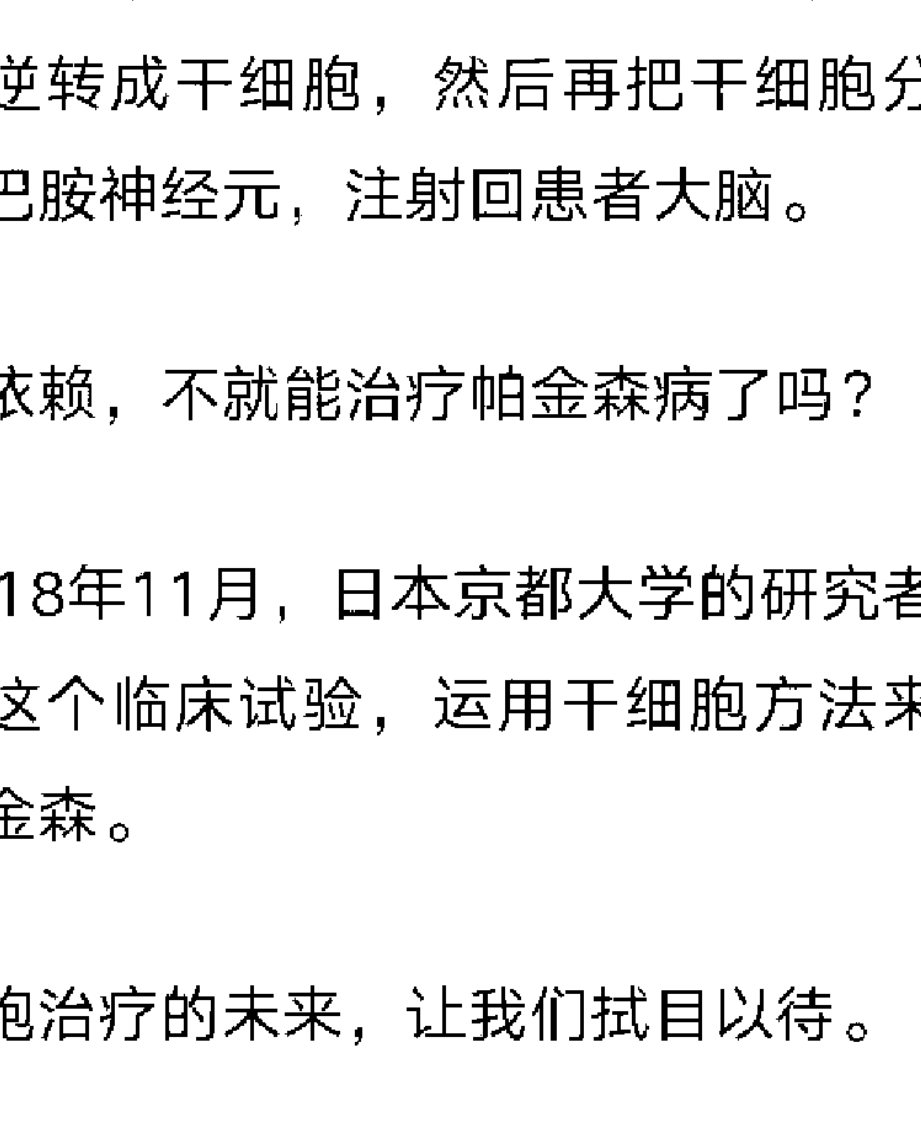 逆转成干细胞，然后再把干细胞分
巴胺神经元，注射回患者大脑。
依赖，不就能治疗帕金森病了吗？
18年11月，日本京都大学的研究者
这个临床试验，运用干细胞方法来
金森。
胞治疗的未来，让我们拭目以待。